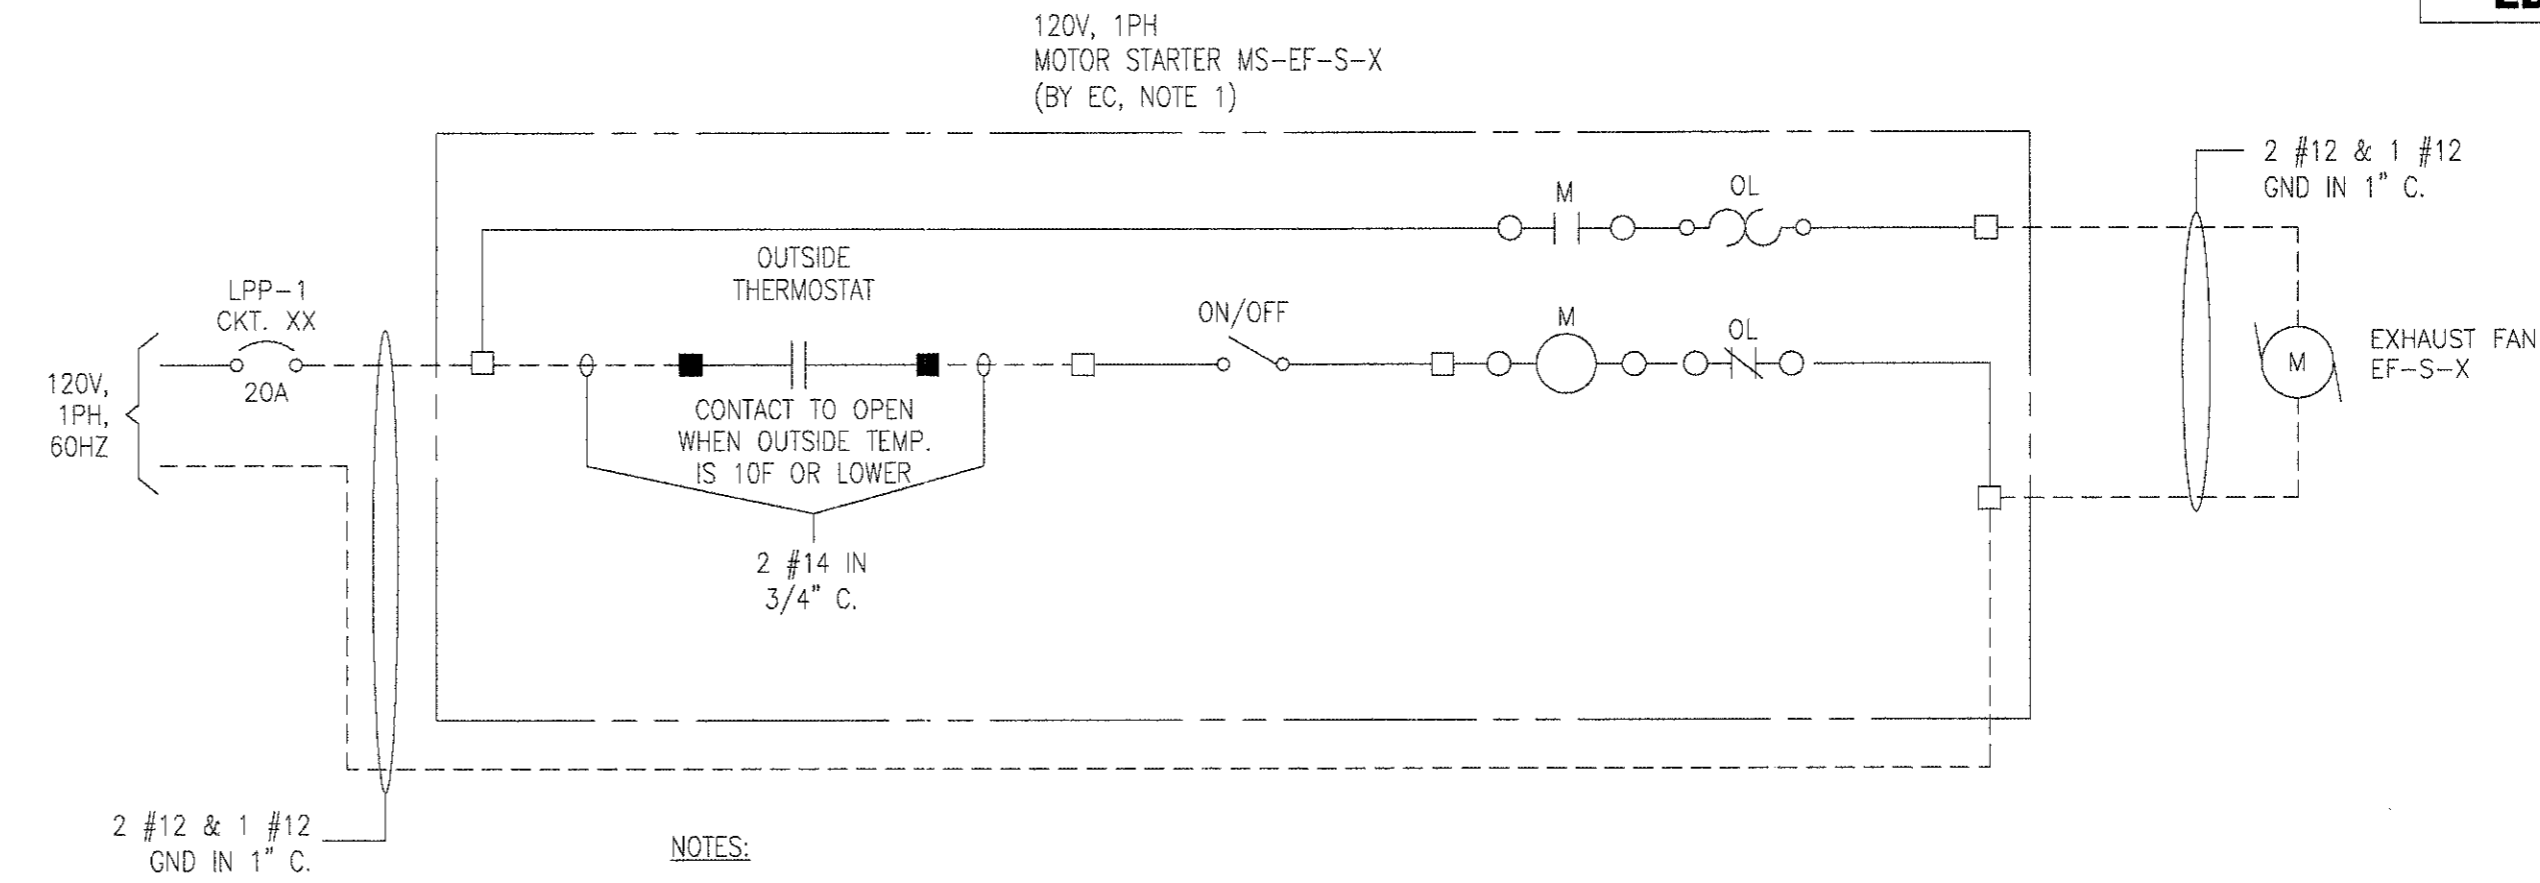 120V, 1PH
MOTOR STARTER MS-EF-S-X
(BY EC, NOTE 1)
2 #12 & 1 #12
GND IN 1" C.
M
OL
OUTSIDE
THERMOSTAT
LPP-1
CKT. XX
20A
120V,
1PH,
60HZ
ON/OFF
M
OL
M
EXHAUST FAN
EF-S-X
CONTACT TO OPEN
WHEN OUTSIDE TEMP.
IS 10F OR LOWER
2 #14 IN
3/4" C.
2 #12 & 1 #12
GND IN 1" C.
NOTES: